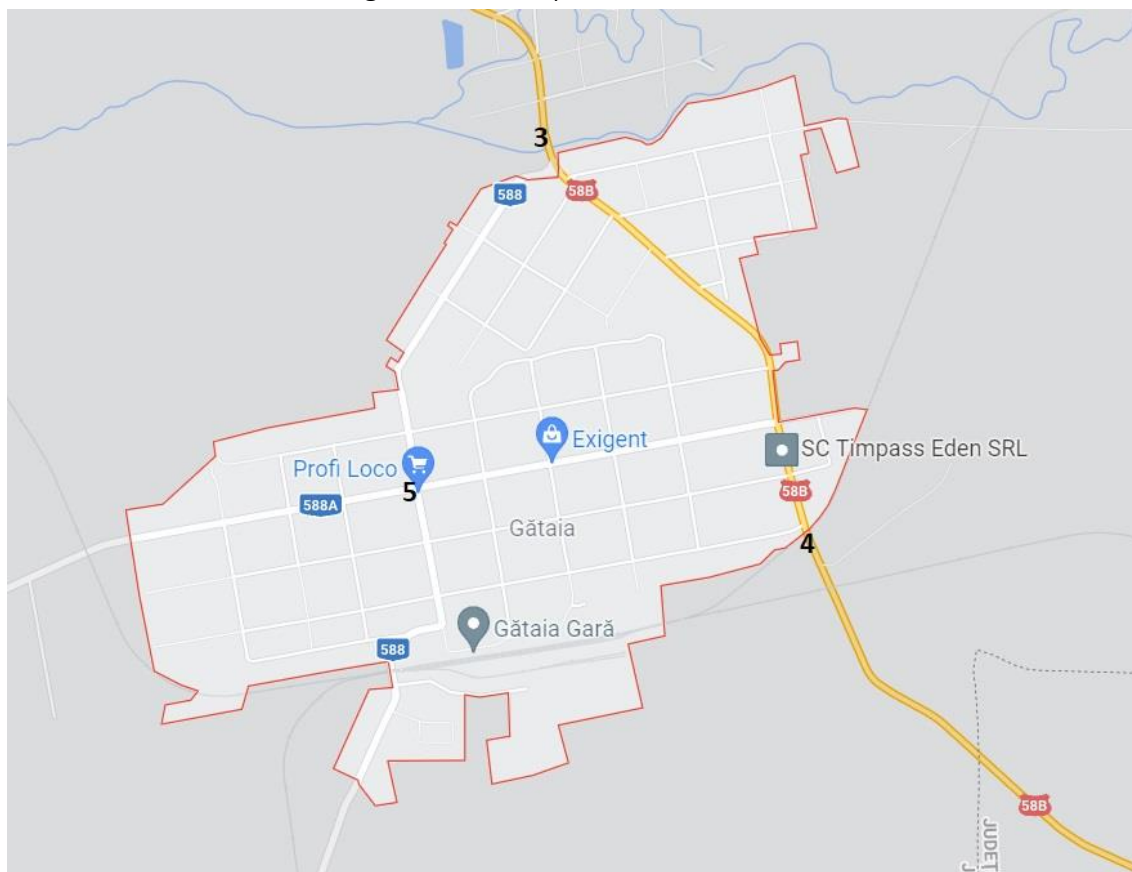 3
588
58B
Exigent
SC Timpass Eden SRL
Profi Loco
5
588A
58B
Gătaia
4
Gătaia Gară
588
58B
JUDEȚ